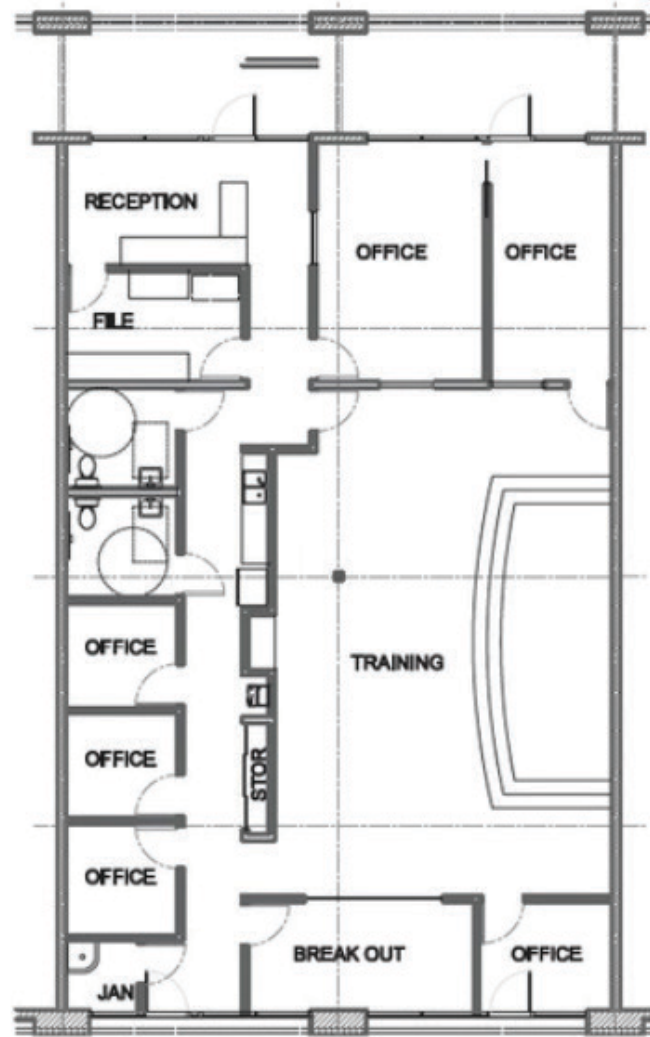 RECEPTION
OFFICE
OFFICE
FILE
OFFICE
TRAINING
OFFICE
STOR
OFFICE
BREAK OUT
OFFICE
JAN